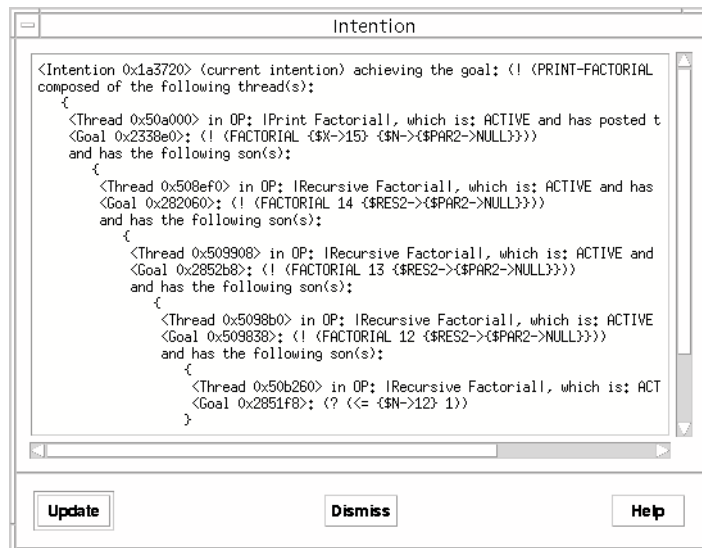 Intention
<Intention 0x1a3720> (current intention) achieving the goal: (! (PRINT-FACTORIAL
composed of the following thread(s):
{
<Thread 0x50a000> in OP: |Print Factorial|, which is: ACTIVE and has posted t
<Goal 0x2338e0>: (! (FACTORIAL {$X->15} {$N->{$PAR2->NULL}}))
and has the following son(s):
{
<Thread 0x508ef0> in OP: |Recursive Factorial|, which is: ACTIVE and has
<Goal 0x282060>: (! (FACTORIAL 14 {$RES2->{$PAR2->NULL}}))
and has the following son(s):
{
<Thread 0x509908> in OP: |Recursive Factorial|, which is: ACTIVE and
<Goal 0x2852b8>: (! (FACTORIAL 13 {$RES2->{$PAR2->NULL}}))
and has the following son(s):
{
<Thread 0x5098b0> in OP: |Recursive Factorial|, which is: ACTIVE
<Goal 0x509838>: (! (FACTORIAL 12 {$RES2->{$PAR2->NULL}}))
and has the following son(s):
{
<Thread 0x50b260> in OP: |Recursive Factorial|, which is: ACT
<Goal 0x2851f8>: (? (<= {$N->12} 1))
}
Update Dismiss Help